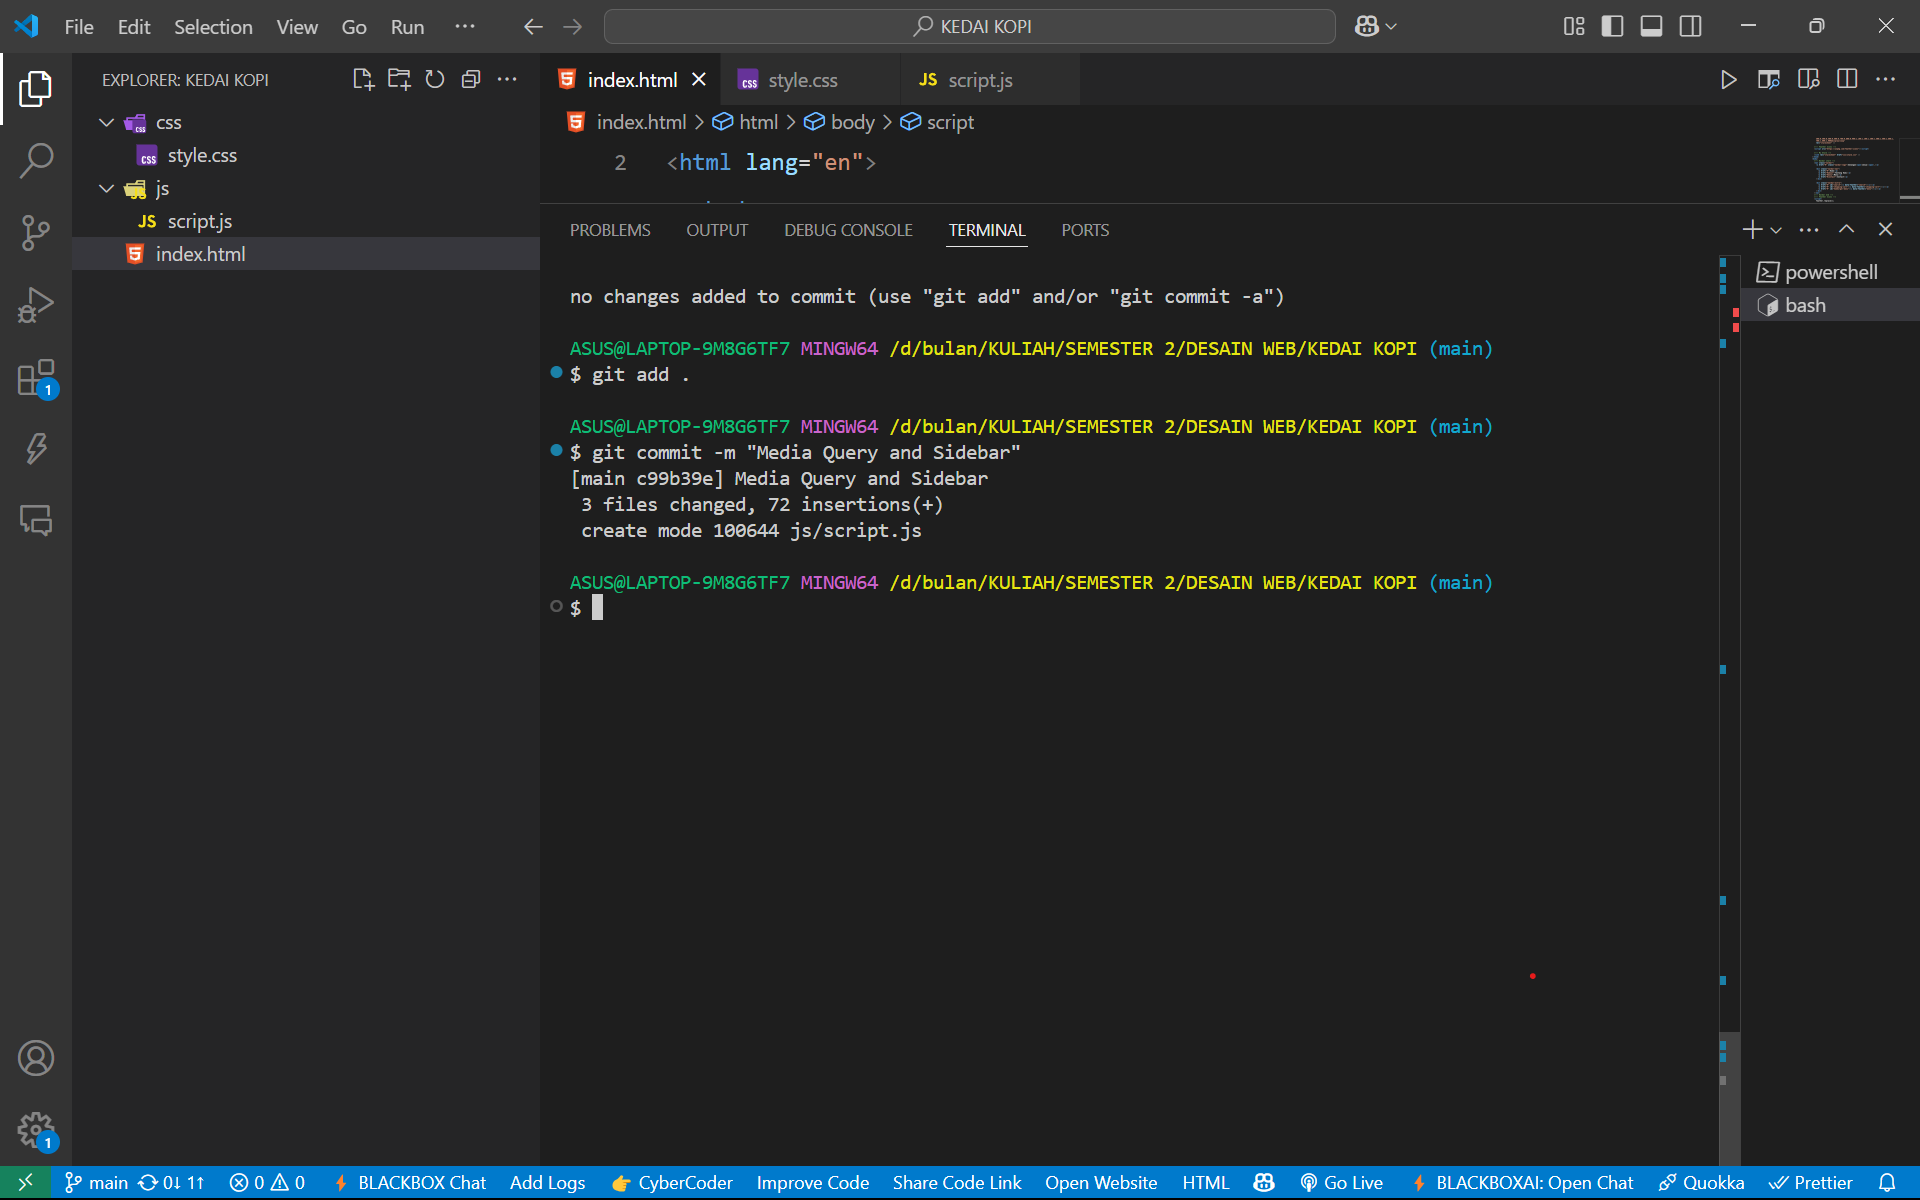 File Edit Selection View Go Run
KEDAI KOPI
EXPLORER: KEDAI KOPI
css
style.css
js
script.js
index.html
index.html
style.css
JS script.js
index.html > html > body > script
2 <html lang="en">
PROBLEMS OUTPUT DEBUG CONSOLE TERMINAL PORTS
powershell
bash
no changes added to commit (use "git add" and/or "git commit -a")
ASUS@LAPTOP-9M8G6TF7 MINGW64 /d/bulan/KULIAH/SEMESTER 2/DESAIN WEB/KEDAI KOPI (main)
$ git add .
ASUS@LAPTOP-9M8G6TF7 MINGW64 /d/bulan/KULIAH/SEMESTER 2/DESAIN WEB/KEDAI KOPI (main)
$ git commit -m "Media Query and Sidebar"
[main c99b39e] Media Query and Sidebar
3 files changed, 72 insertions(+)
create mode 100644 js/script.js
ASUS@LAPTOP-9M8G6TF7 MINGW64 /d/bulan/KULIAH/SEMESTER 2/DESAIN WEB/KEDAI KOPI (main)
$
1
1
main 0↓ 1↑ 0 0 BLACKBOX Chat Add Logs CyberCoder Improve Code Share Code Link Open Website HTML Go Live BLACKBOXAI: Open Chat Quokka Prettier